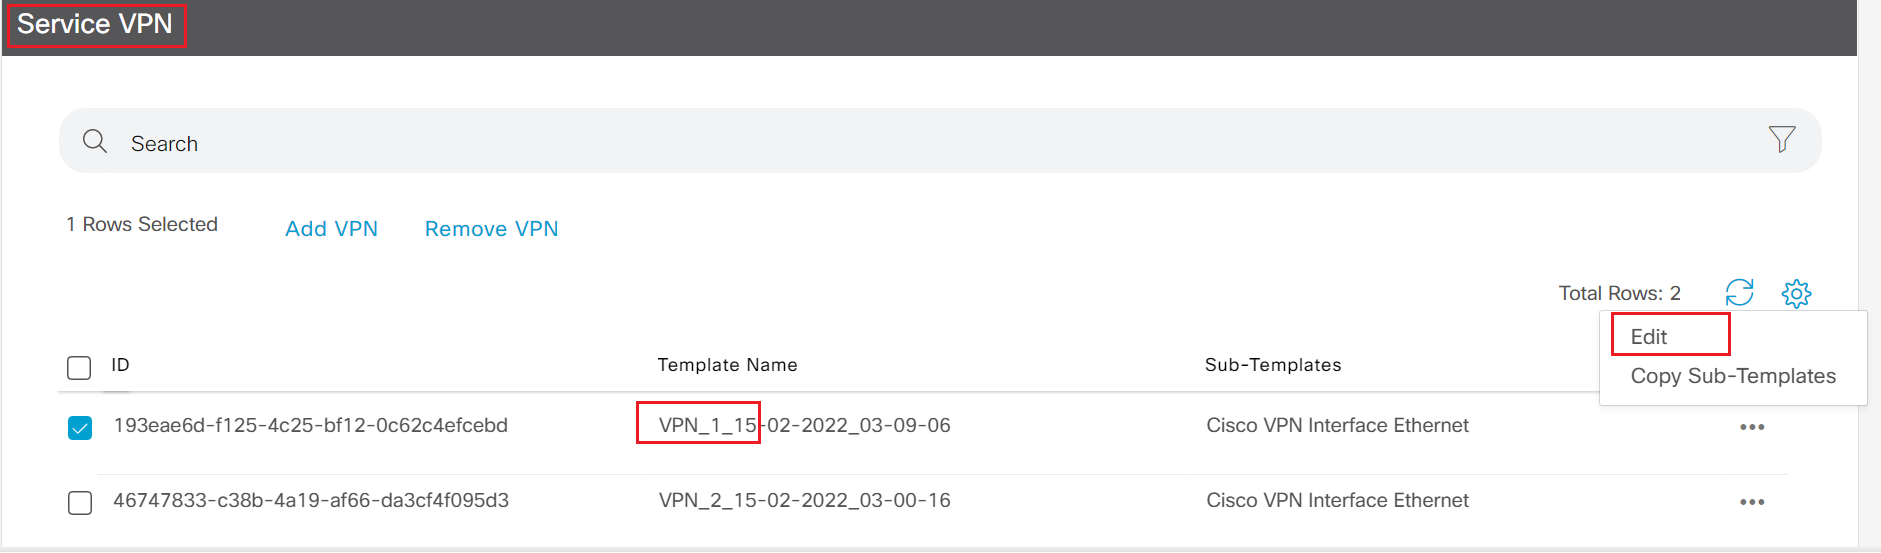 Service VPN
Search
1 Rows Selected Add VPN Remove VPN
Total Rows: 2
Edit
Copy Sub-Templates
ID Template Name Sub-Templates
193eae6d-f125-4c25-bf12-0c62c4efcebd VPN_1_15-02-2022_03-09-06 Cisco VPN Interface Ethernet
46747833-c38b-4a19-af66-da3cf4f095d3 VPN_2_15-02-2022_03-00-16 Cisco VPN Interface Ethernet